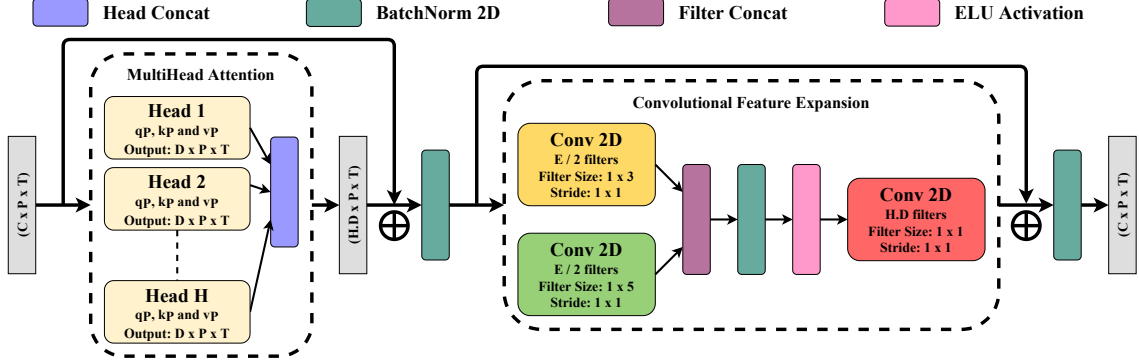 Head Concat
BatchNorm 2D
Filter Concat
ELU Activation
(C x P x T)
MultiHead Attention
Head 1
qP, kP and vP
Output: D x P x T
Head 2
qP, kP and vP
Output: D x P x T
Head H
qP, kP and vP
Output: D x P x T
(H.D x P x T)
Convolutional Feature Expansion
Conv 2D
E / 2 filters
Filter Size: 1 x 3
Stride: 1 x 1
Conv 2D
E / 2 filters
Filter Size: 1 x 5
Stride: 1 x 1
Conv 2D
H.D filters
Filter Size: 1 x 1
Stride: 1 x 1
(C x P x T)